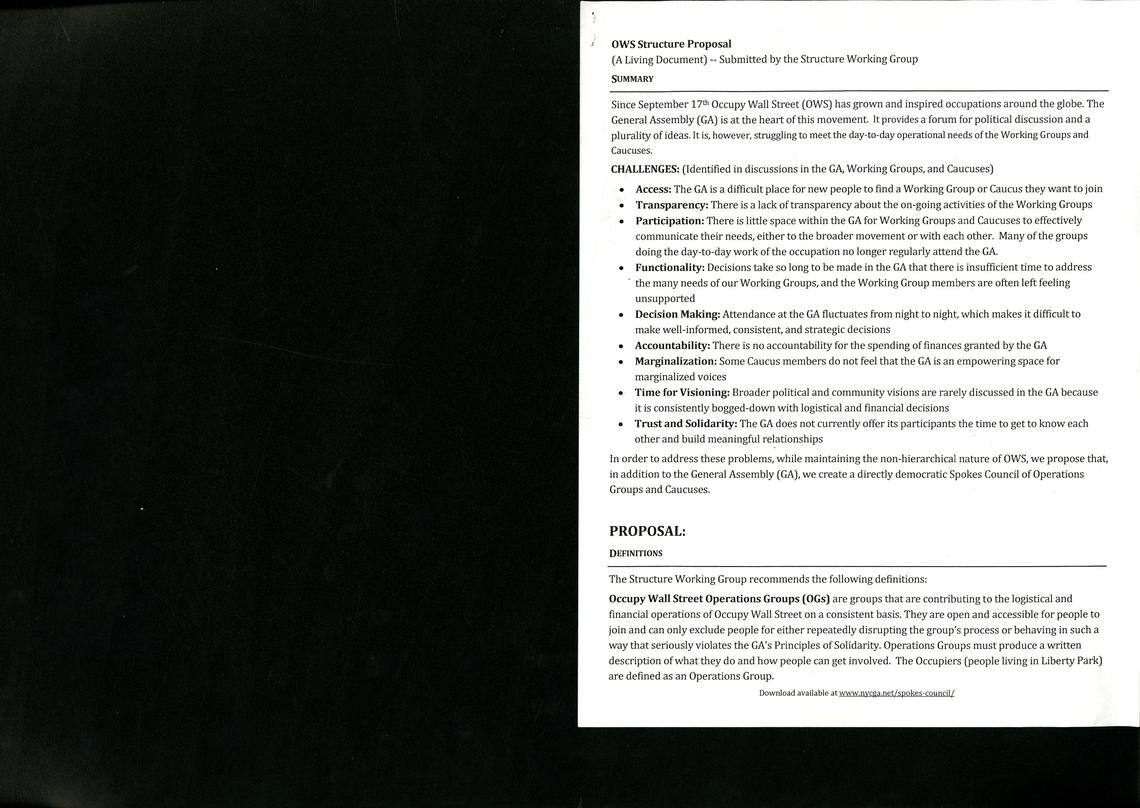 OWS Structure Proposal
(A Living Document) -- Submitted by the Structure Working Group
SUMMARY
Since September 17th Occupy Wall Street (OWS) has grown and inspired occupations around the globe. The
General Assembly (GA) is at the heart of this movement. It provides a forum for political discussion and a
plurality of ideas. It is, however, struggling to meet the day-to-day operational needs of the Working Groups and
Caucuses.
CHALLENGES: (Identified in discussions in the GA, Working Groups, and Caucuses)
• Access: The GA is a difficult place for new people to find a Working Group or Caucus they want to join
• Transparency: There is a lack of transparency about the on-going activities of the Working Groups
• Participation: There is little space within the GA for Working Groups and Caucuses to effectively
communicate their needs, either to the broader movement or with each other. Many of the groups
doing the day-to-day work of the occupation no longer regularly attend the GA.
• Functionality: Decisions take so long to be made in the GA that there is insufficient time to address
the many needs of our Working Groups, and the Working Group members are often left feeling
unsupported
• Decision Making: Attendance at the GA fluctuates from night to night, which makes it difficult to
make well-informed, consistent, and strategic decisions
• Accountability: There is no accountability for the spending of finances granted by the GA
• Marginalization: Some Caucus members do not feel that the GA is an empowering space for
marginalized voices
• Time for Visioning: Broader political and community visions are rarely discussed in the GA because
it is consistently bogged-down with logistical and financial decisions
• Trust and Solidarity: The GA does not currently offer its participants the time to get to know each
other and build meaningful relationships
In order to address these problems, while maintaining the non-hierarchical nature of OWS, we propose that,
in addition to the General Assembly (GA), we create a directly democratic Spokes Council of Operations
Groups and Caucuses.
PROPOSAL:
DEFINITIONS
The Structure Working Group recommends the following definitions:
Occupy Wall Street Operations Groups (OGs) are groups that are contributing to the logistical and
financial operations of Occupy Wall Street on a consistent basis. They are open and accessible for people to
join and can only exclude people for either repeatedly disrupting the group's process or behaving in such a
way that seriously violates the GA's Principles of Solidarity. Operations Groups must produce a written
description of what they do and how people can get involved. The Occupiers (people living in Liberty Park)
are defined as an Operations Group.
Download available at www.nycga.net/spokes-council/